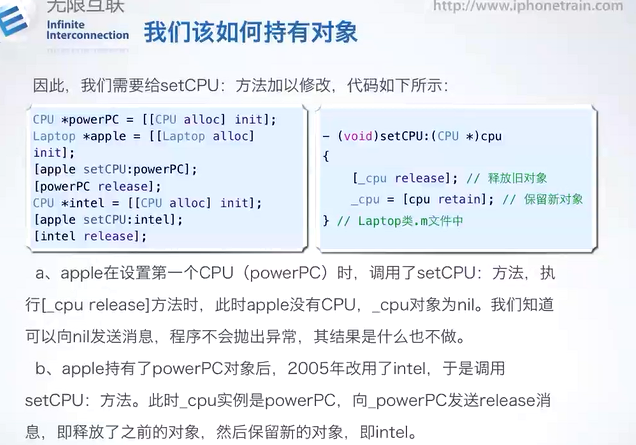 无限互联
Infinite
Interconnection
http://www.iphonetrain.com
我们该如何持有对象
因此，我们需要给setCPU：方法加以修改，代码如下所示：
CPU *powerPC = [[CPU alloc] init];
Laptop *apple = [[Laptop alloc]
init];
[apple setCPU:powerPC];
[powerPC release];
CPU *intel = [[CPU alloc] init];
[apple setCPU:intel];
[intel release];
- (void)setCPU:(CPU *)cpu
{
[_cpu release]; // 释放旧对象
_cpu = [cpu retain]; // 保留新对象
} // Laptop类.m文件中
a、apple在设置第一个CPU（powerPC）时，调用了setCPU：方法，执
行[_cpu release]方法时，此时apple没有CPU，_cpu对象为nil。我们知道
可以向nil发送消息，程序不会抛出异常，其结果是什么也不做。
b、apple持有了powerPC对象后，2005年改用了intel，于是调用
setCPU：方法。此时_cpu实例是powerPC，向_powerPC发送release消
息，即释放了之前的对象，然后保留新的对象，即intel。